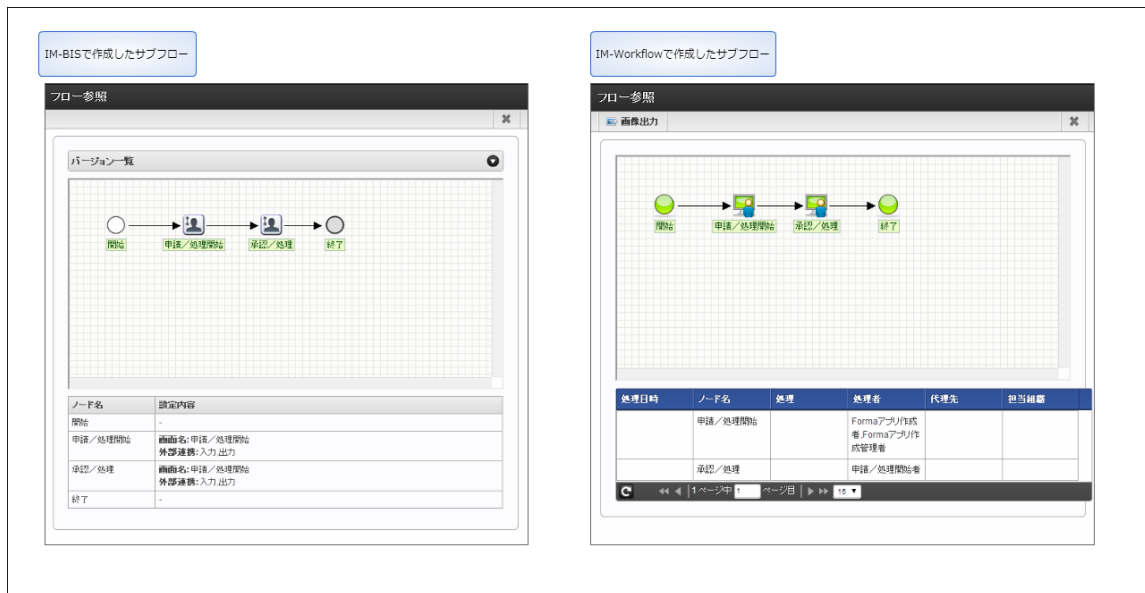 IM-BISで作成したサブフロー
フロー参照
バージョン一覧
開始
申請／処理開始
承認／処理
終了
ノード名 設定内容
開始 -
申請／処理開始 画面名:申請／処理開始
外部連携:入力,出力
承認／処理 画面名:申請／処理開始
外部連携:入力,出力
終了 -
IM-Workflowで作成したサブフロー
フロー参照
画像出力
開始
申請／処理開始
承認／処理
終了
処理日時 ノード名 処理 処理者 代理先 担当組織
申請／処理開始 Formaアプリ作成
者,Formaアプリ作
成管理者
承認／処理 申請／処理開始者
1 ページ中 1 ページ目 15